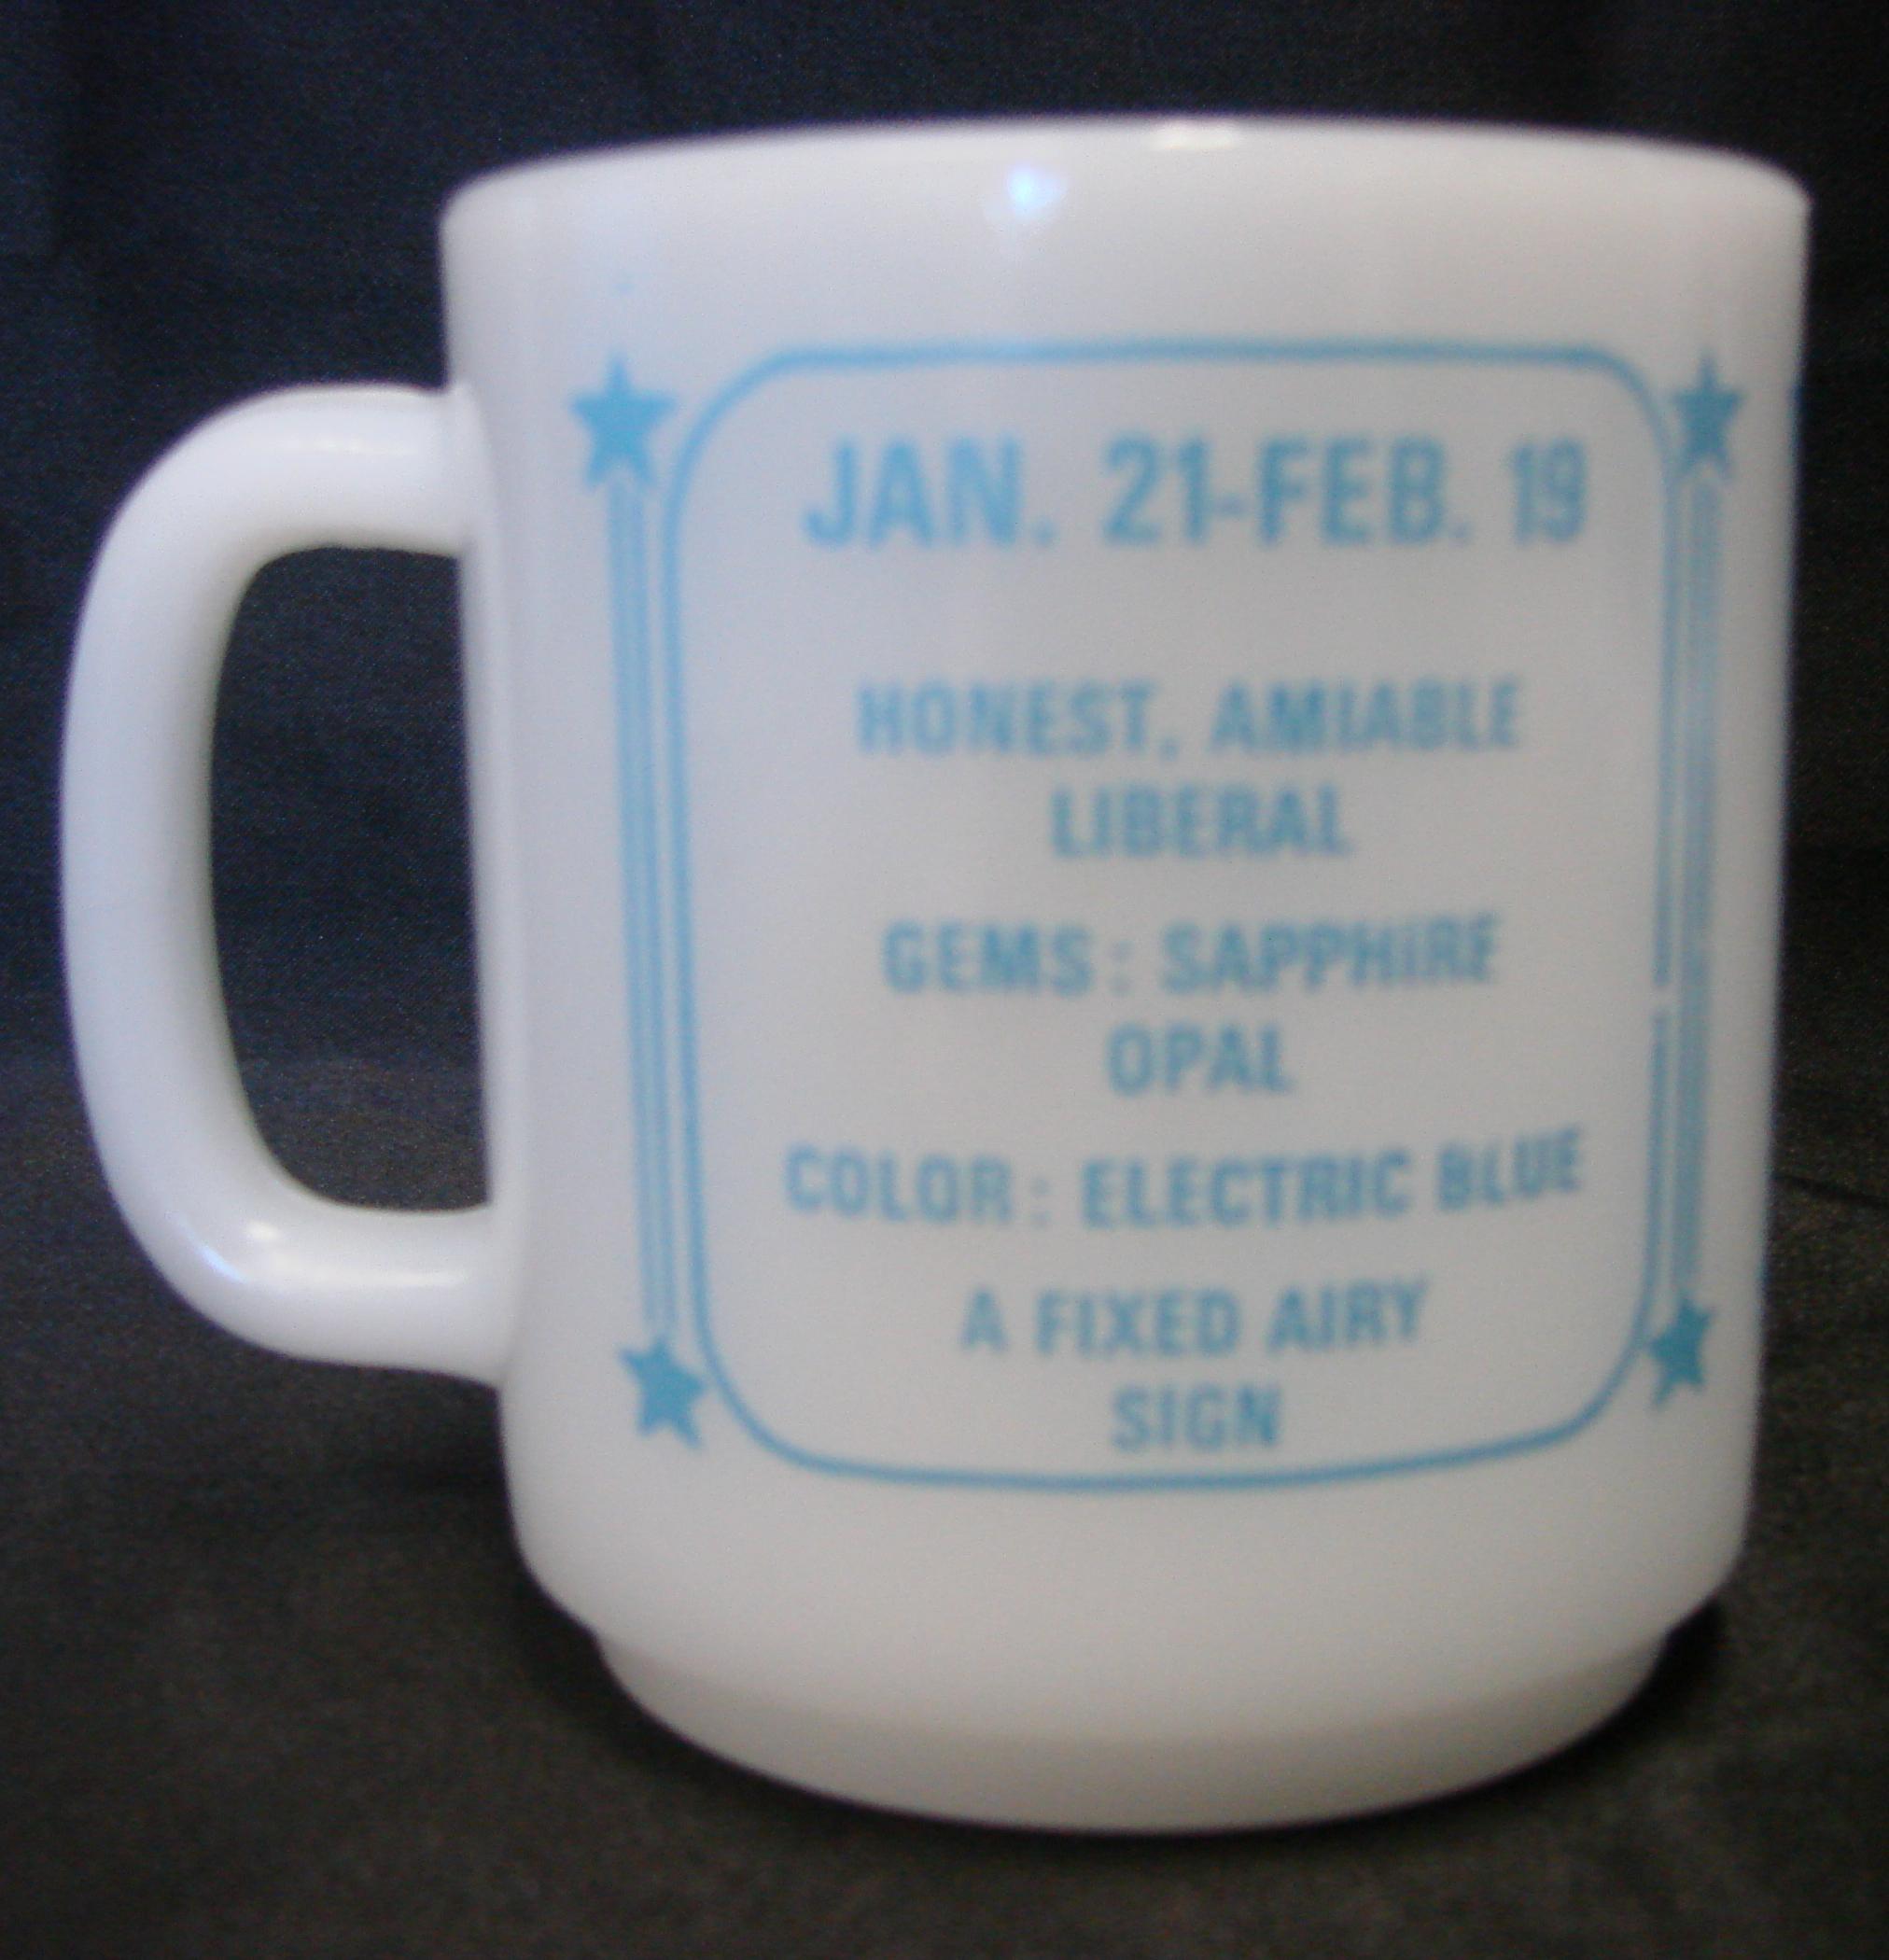 JAN. 21-FEB. 19
HONEST, AMIABLE
LIBERAL
GEMS: SAPPHiRE
OPAL
COLOR: ELECTRIC BLUE
A FIXED AIRY
SIGN